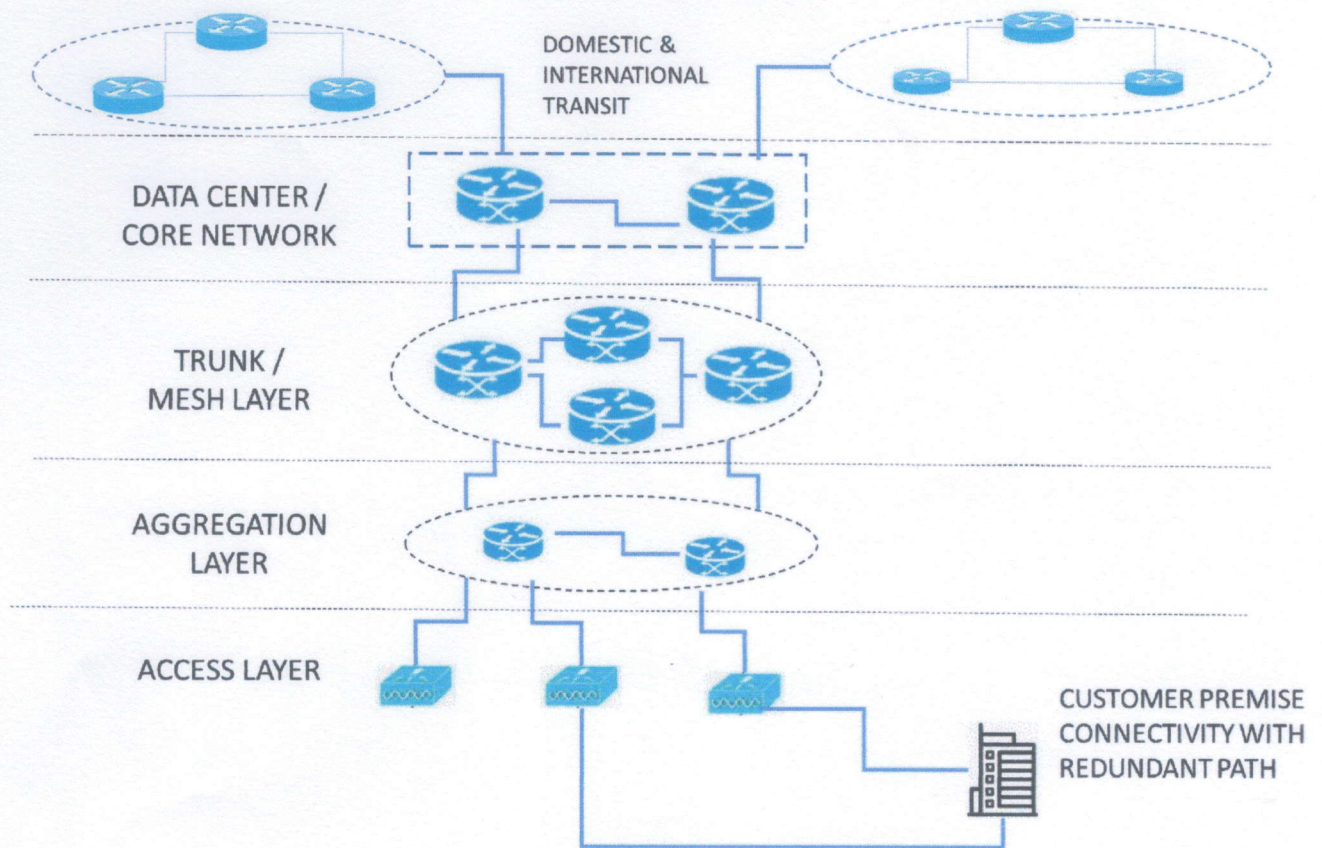 DOMESTIC &
INTERNATIONAL
TRANSIT
DATA CENTER /
CORE NETWORK
TRUNK /
MESH LAYER
AGGREGATION
LAYER
ACCESS LAYER
CUSTOMER PREMISE
CONNECTIVITY WITH
REDUNDANT PATH